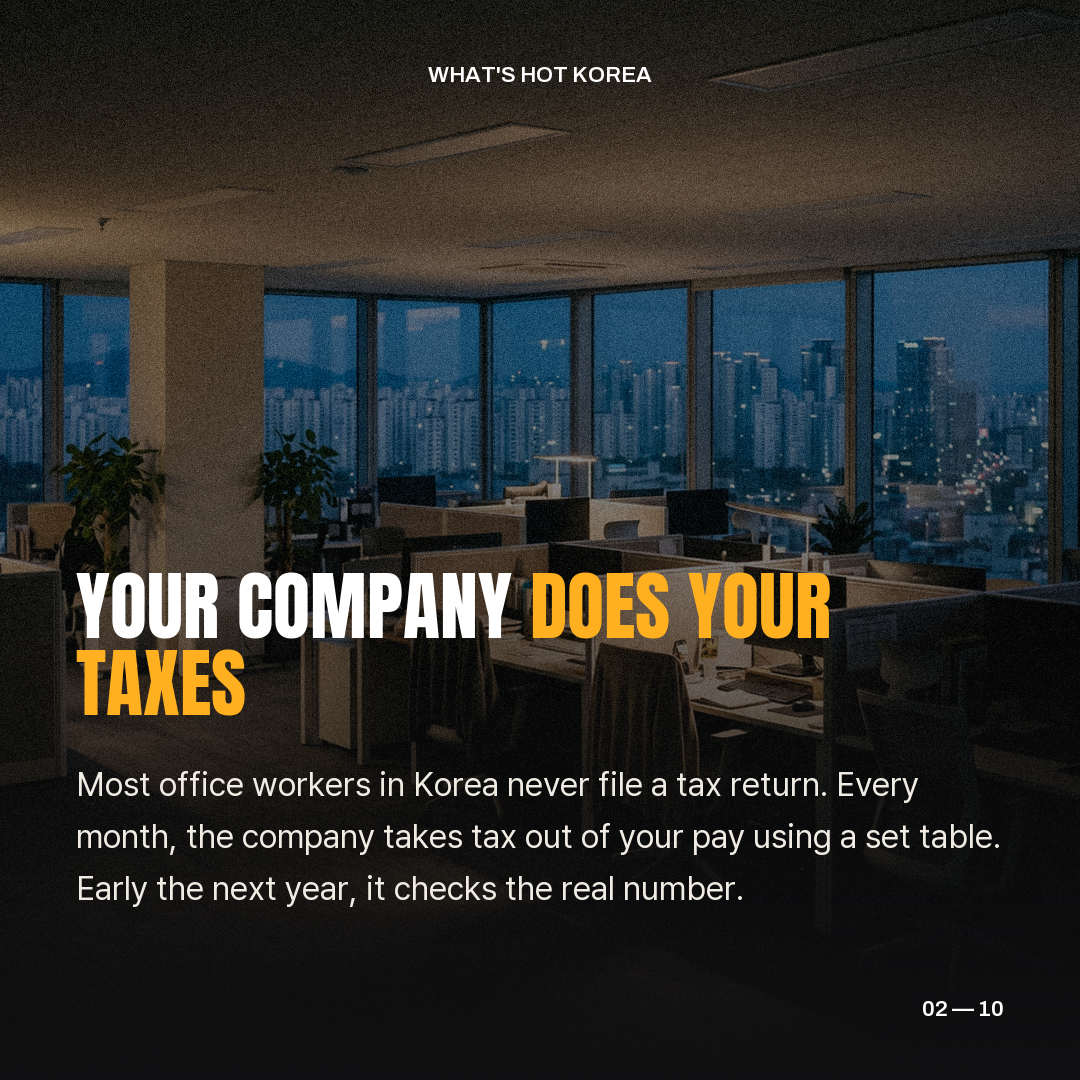 WHAT'S HOT KOREA
YOUR COMPANY DOES YOUR
TAXES
Most office workers in Korea never file a tax return. Every
month, the company takes tax out of your pay using a set table.
Early the next year, it checks the real number.
02 — 10